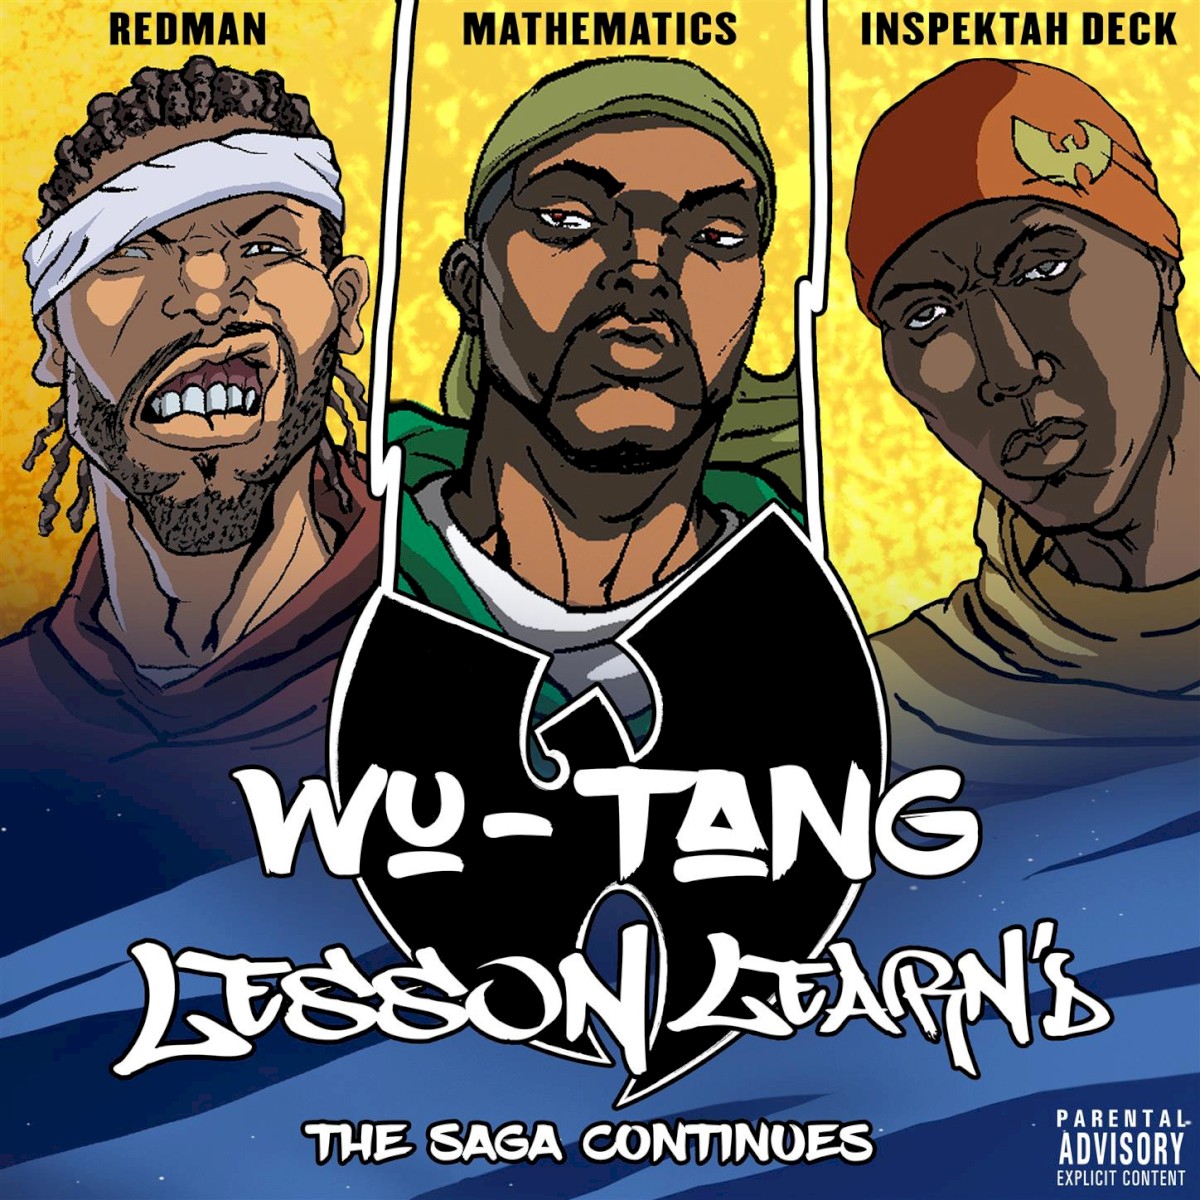 REDMAN
MATHEMATICS
INSPEKTAH DECK
WU-TANG
LESSON LEARN'D
THE SAGA CONTINUES
PARENTAL
ADVISORY
EXPLICIT CONTENT